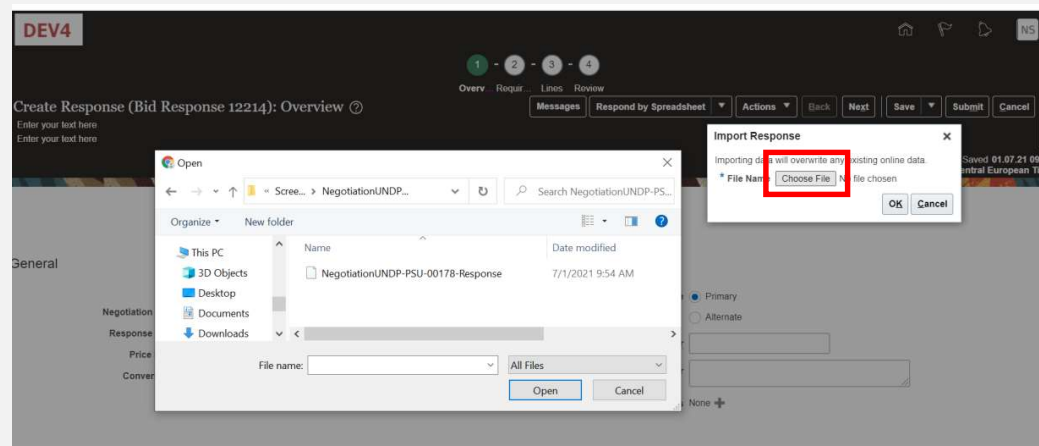 DEV4
NS
1 - 2 - 3 - 4
Overv... Requir... Lines Review
Create Response (Bid Response 12214): Overview
Messages Respond by Spreadsheet Actions Back Next Save Submit Cancel
Enter your text here
Enter your text here
Import Response
Importing data will overwrite any existing online data.
* File Name Choose File No file chosen
OK Cancel
Saved 01.07.21 09
entral European Ti
Open
« Scree... › NegotiationUNDP...
Search NegotiationUNDP-PS...
Organize New folder
This PC
3D Objects
Desktop
Documents
Downloads
Name Date modified
NegotiationUNDP-PSU-00178-Response 7/1/2021 9:54 AM
File name: All Files
Open Cancel
General
Negotiation
Response
Price
Conver
Primary
Alternate
None